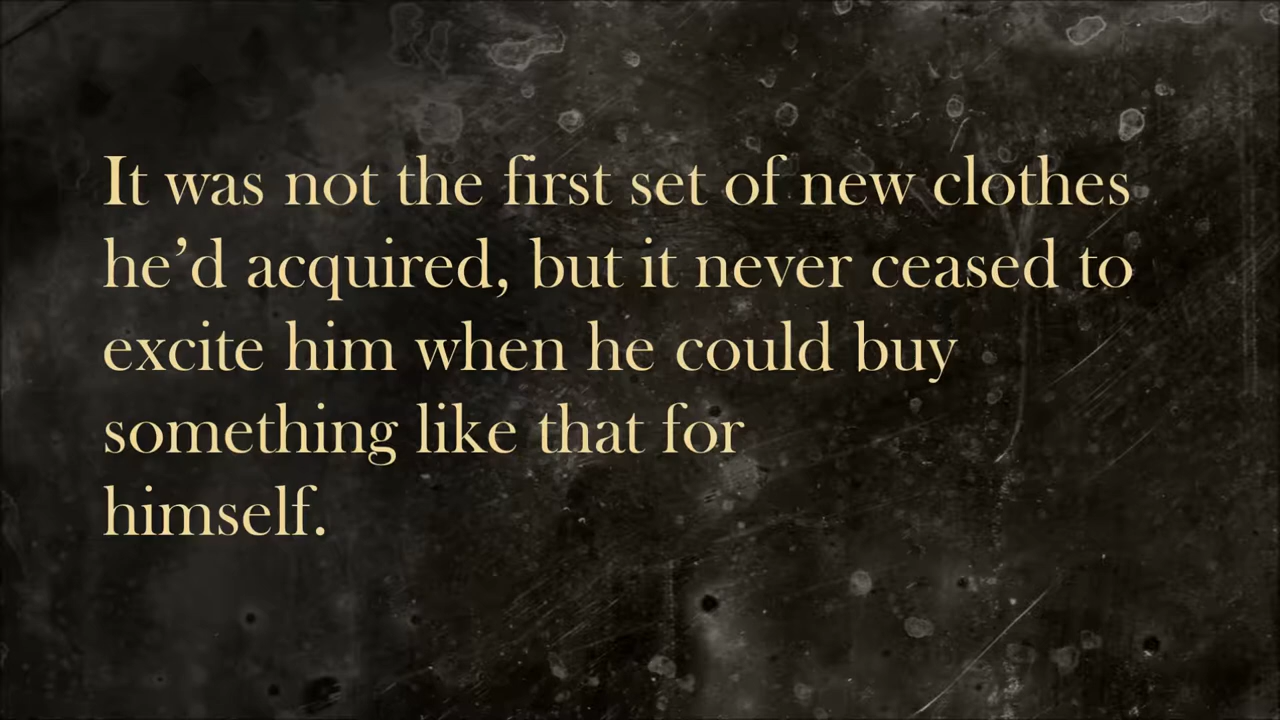 It was not the first set of new clothes
he’d acquired, but it never ceased to
excite him when he could buy
something like that for
himself.